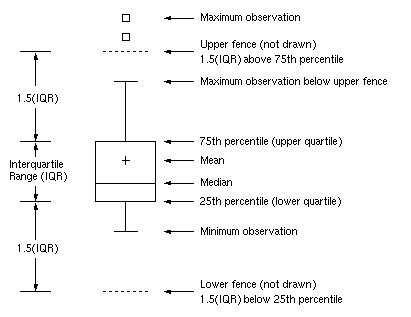 Maximum observation
Upper fence (not drawn)
1.5(IQR) above 75th percentile
Maximum observation below upper fence
1.5(IQR)
75th percentile (upper quartile)
Mean
Interquartile
Range (IQR)
Median
25th percentile (lower quartile)
Minimum observation
1.5(IQR)
Lower fence (not drawn)
1.5(IQR) below 25th percentile